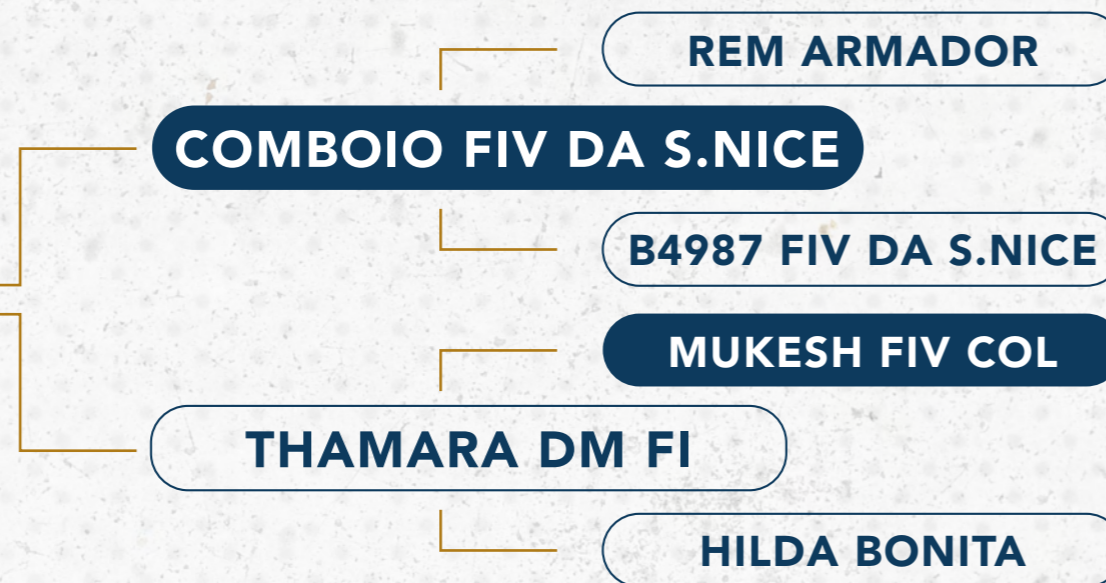 REM ARMADOR
COMBOIO FIV DA S.NICE
B4987 FIV DA S.NICE
MUKESH FIV COL
THAMARA DM FI
HILDA BONITA